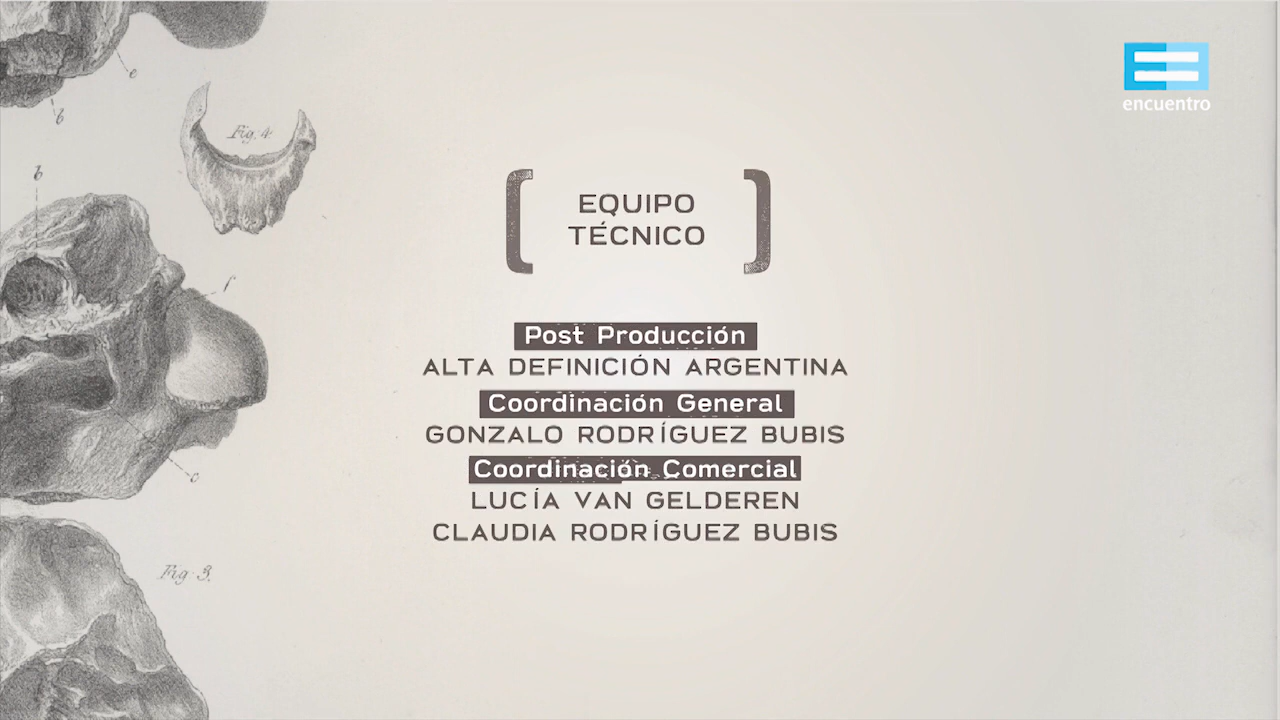 e
b
Fig. 4.
encuentro
b
EQUIPO
TÉCNICO
f
Post Producción
ALTA DEFINICIÓN ARGENTINA
Coordinación General
GONZALO RODRÍGUEZ BUBIS
Coordinación Comercial
c
LUCÍA VAN GELDEREN
CLAUDIA RODRÍGUEZ BUBIS
Fig 3.